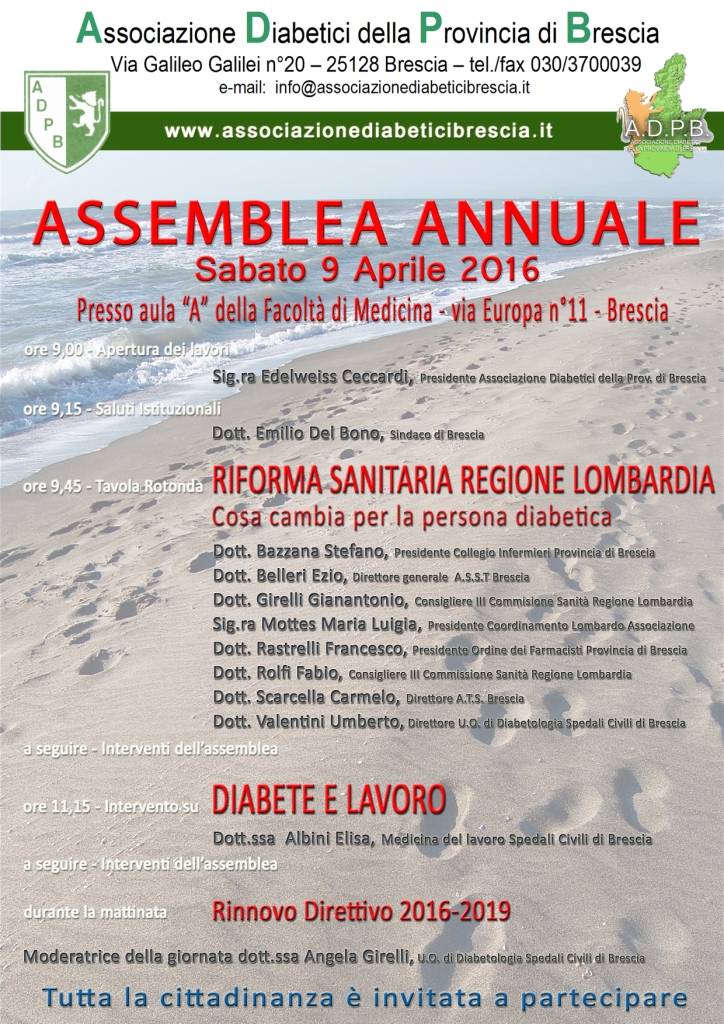 Associazione Diabetici della Provincia di Brescia
Via Galileo Galilei n°20 – 25128 Brescia – tel./fax 030/3700039
e-mail: info@associazionediabeticibrescia.it
A
D
P
B
www.associazionediabeticibrescia.it
A.D.P.B.
ASSOCIAZIONE DIABETICI
DELLA PROVINCIA DI BRESCIA
ASSEMBLEA ANNUALE
Sabato 9 Aprile 2016
Presso aula “A” della Facoltà di Medicina - via Europa n°11 - Brescia
ore 9,00 - Apertura dei lavori
Sig.ra Edelweiss Ceccardi, Presidente Associazione Diabetici della Prov. di Brescia
ore 9,15 - Saluti Istituzionali
Dott. Emilio Del Bono, Sindaco di Brescia
ore 9,45 - Tavola Rotonda RIFORMA SANITARIA REGIONE LOMBARDIA
Cosa cambia per la persona diabetica
Dott. Bazzana Stefano, Presidente Collegio Infermieri Provincia di Brescia
Dott. Belleri Ezio, Direttore generale A.S.S.T Brescia
Dott. Girelli Gianantonio, Consigliere III Commisione Sanità Regione Lombardia
Sig.ra Mottes Maria Luigia, Presidente Coordinamento Lombardo Associazione
Dott. Rastrelli Francesco, Presidente Ordine dei Farmacisti Provincia di Brescia
Dott. Rolfi Fabio, Consigliere III Commissione Sanità Regione Lombardia
Dott. Scarcella Carmelo, Direttore A.T.S. Brescia
Dott. Valentini Umberto, Direttore U.O. di Diabetologia Spedali Civili di Brescia
a seguire - Interventi dell’assemblea
ore 11,15 - Intervento su DIABETE E LAVORO
Dott.ssa Albini Elisa, Medicina del lavoro Spedali Civili di Brescia
a seguire - Interventi dell’assemblea
durante la mattinata Rinnovo Direttivo 2016-2019
Moderatrice della giornata dott.ssa Angela Girelli, U.O. di Diabetologia Spedali Civili di Brescia
Tutta la cittadinanza è invitata a partecipare